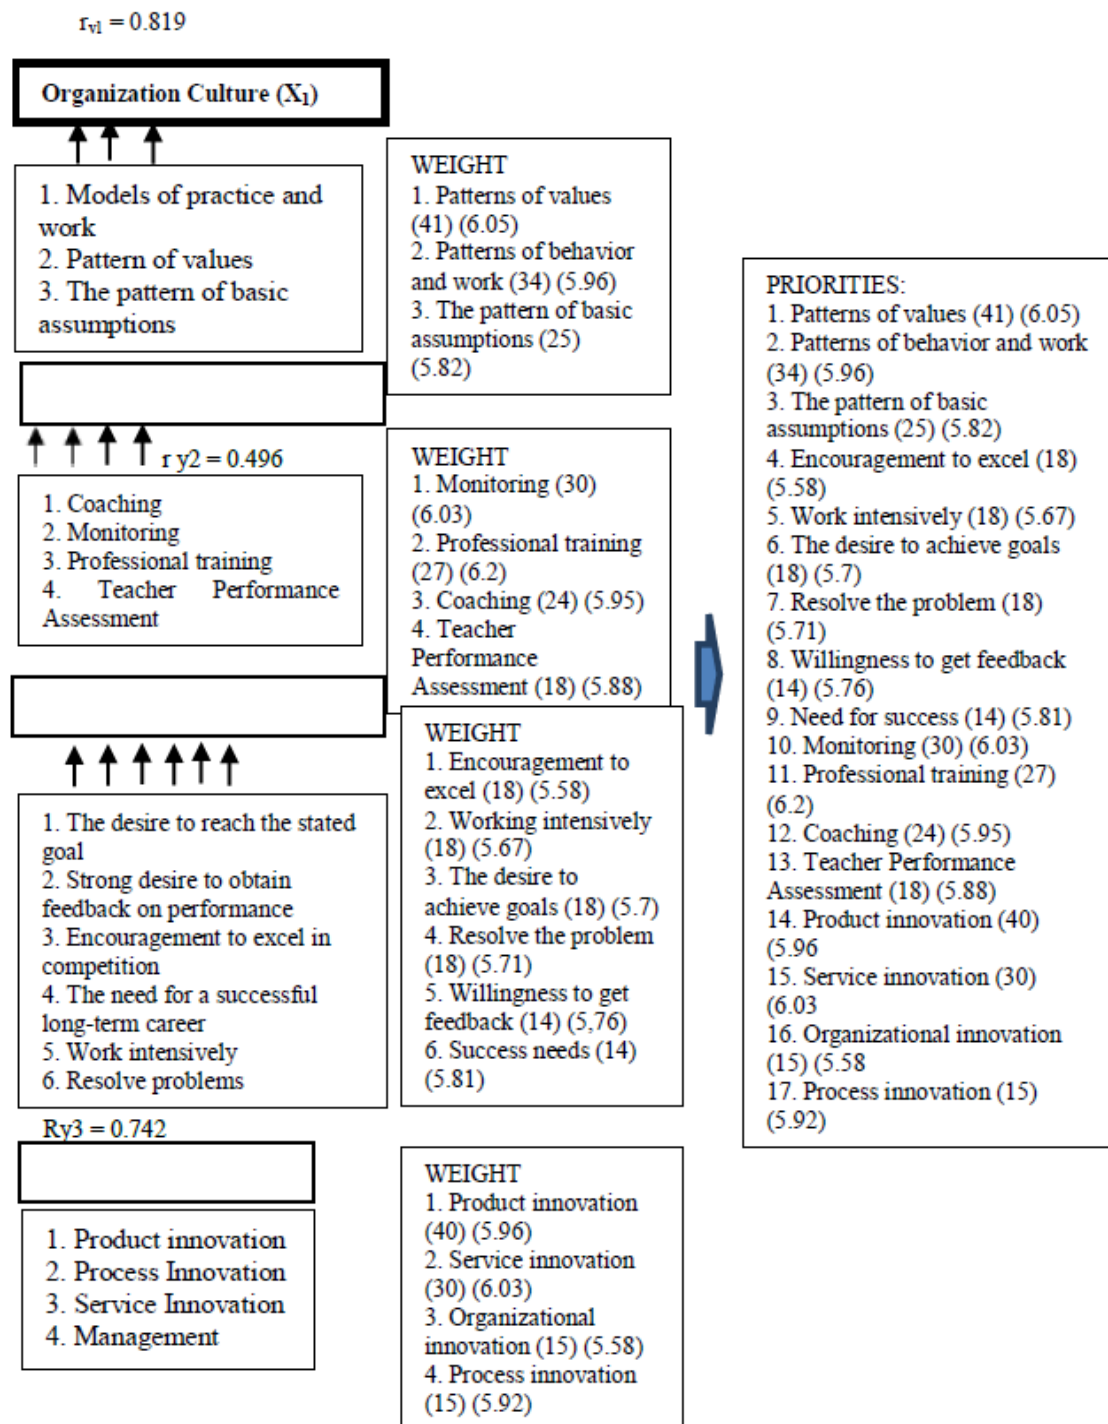 r_vl = 0.819
Organization Culture (X₁)
1. Models of practice and
work
2. Pattern of values
3. The pattern of basic
assumptions
WEIGHT
1. Patterns of values
(41) (6.05)
2. Patterns of behavior
and work (34) (5.96)
3. The pattern of basic
assumptions (25)
(5.82)
r y2 = 0.496
1. Coaching
2. Monitoring
3. Professional training
4. Teacher Performance
Assessment
WEIGHT
1. Monitoring (30)
(6.03)
2. Professional training
(27) (6.2)
3. Coaching (24) (5.95)
4. Teacher
Performance
Assessment (18) (5.88)
1. The desire to reach the stated
goal
2. Strong desire to obtain
feedback on performance
3. Encouragement to excel in
competition
4. The need for a successful
long-term career
5. Work intensively
6. Resolve problems
WEIGHT
1. Encouragement to
excel (18) (5.58)
2. Working intensively
(18) (5.67)
3. The desire to
achieve goals (18) (5.7)
4. Resolve the problem
(18) (5.71)
5. Willingness to get
feedback (14) (5,76)
6. Success needs (14)
(5.81)
Ry3 = 0.742
1. Product innovation
2. Process Innovation
3. Service Innovation
4. Management
WEIGHT
1. Product innovation
(40) (5.96)
2. Service innovation
(30) (6.03)
3. Organizational
innovation (15) (5.58)
4. Process innovation
(15) (5.92)
PRIORITIES:
1. Patterns of values (41) (6.05)
2. Patterns of behavior and work
(34) (5.96)
3. The pattern of basic
assumptions (25) (5.82)
4. Encouragement to excel (18)
(5.58)
5. Work intensively (18) (5.67)
6. The desire to achieve goals
(18) (5.7)
7. Resolve the problem (18)
(5.71)
8. Willingness to get feedback
(14) (5.76)
9. Need for success (14) (5.81)
10. Monitoring (30) (6.03)
11. Professional training (27)
(6.2)
12. Coaching (24) (5.95)
13. Teacher Performance
Assessment (18) (5.88)
14. Product innovation (40)
(5.96
15. Service innovation (30)
(6.03
16. Organizational innovation
(15) (5.58
17. Process innovation (15)
(5.92)